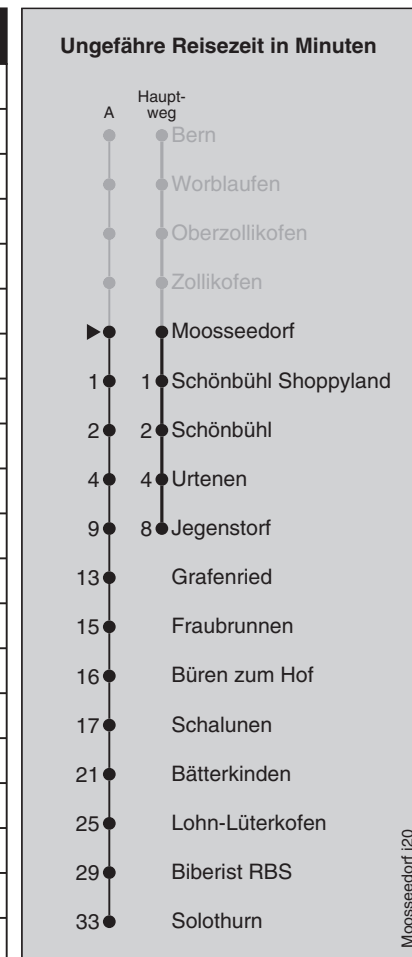 Ungefähre Reisezeit in Minuten
A Haupt-
weg
Bern
Worblaufen
Oberzollikofen
Zollikofen
Moosseedorf
1 1 Schönbühl Shoppyland
2 2 Schönbühl
4 4 Urtenen
9 8 Jegenstorf
13 Grafenried
15 Fraubrunnen
16 Büren zum Hof
17 Schalunen
21 Bätterkinden
25 Lohn-Lüterkofen
29 Biberist RBS
33 Solothurn
Moosseedorf j20